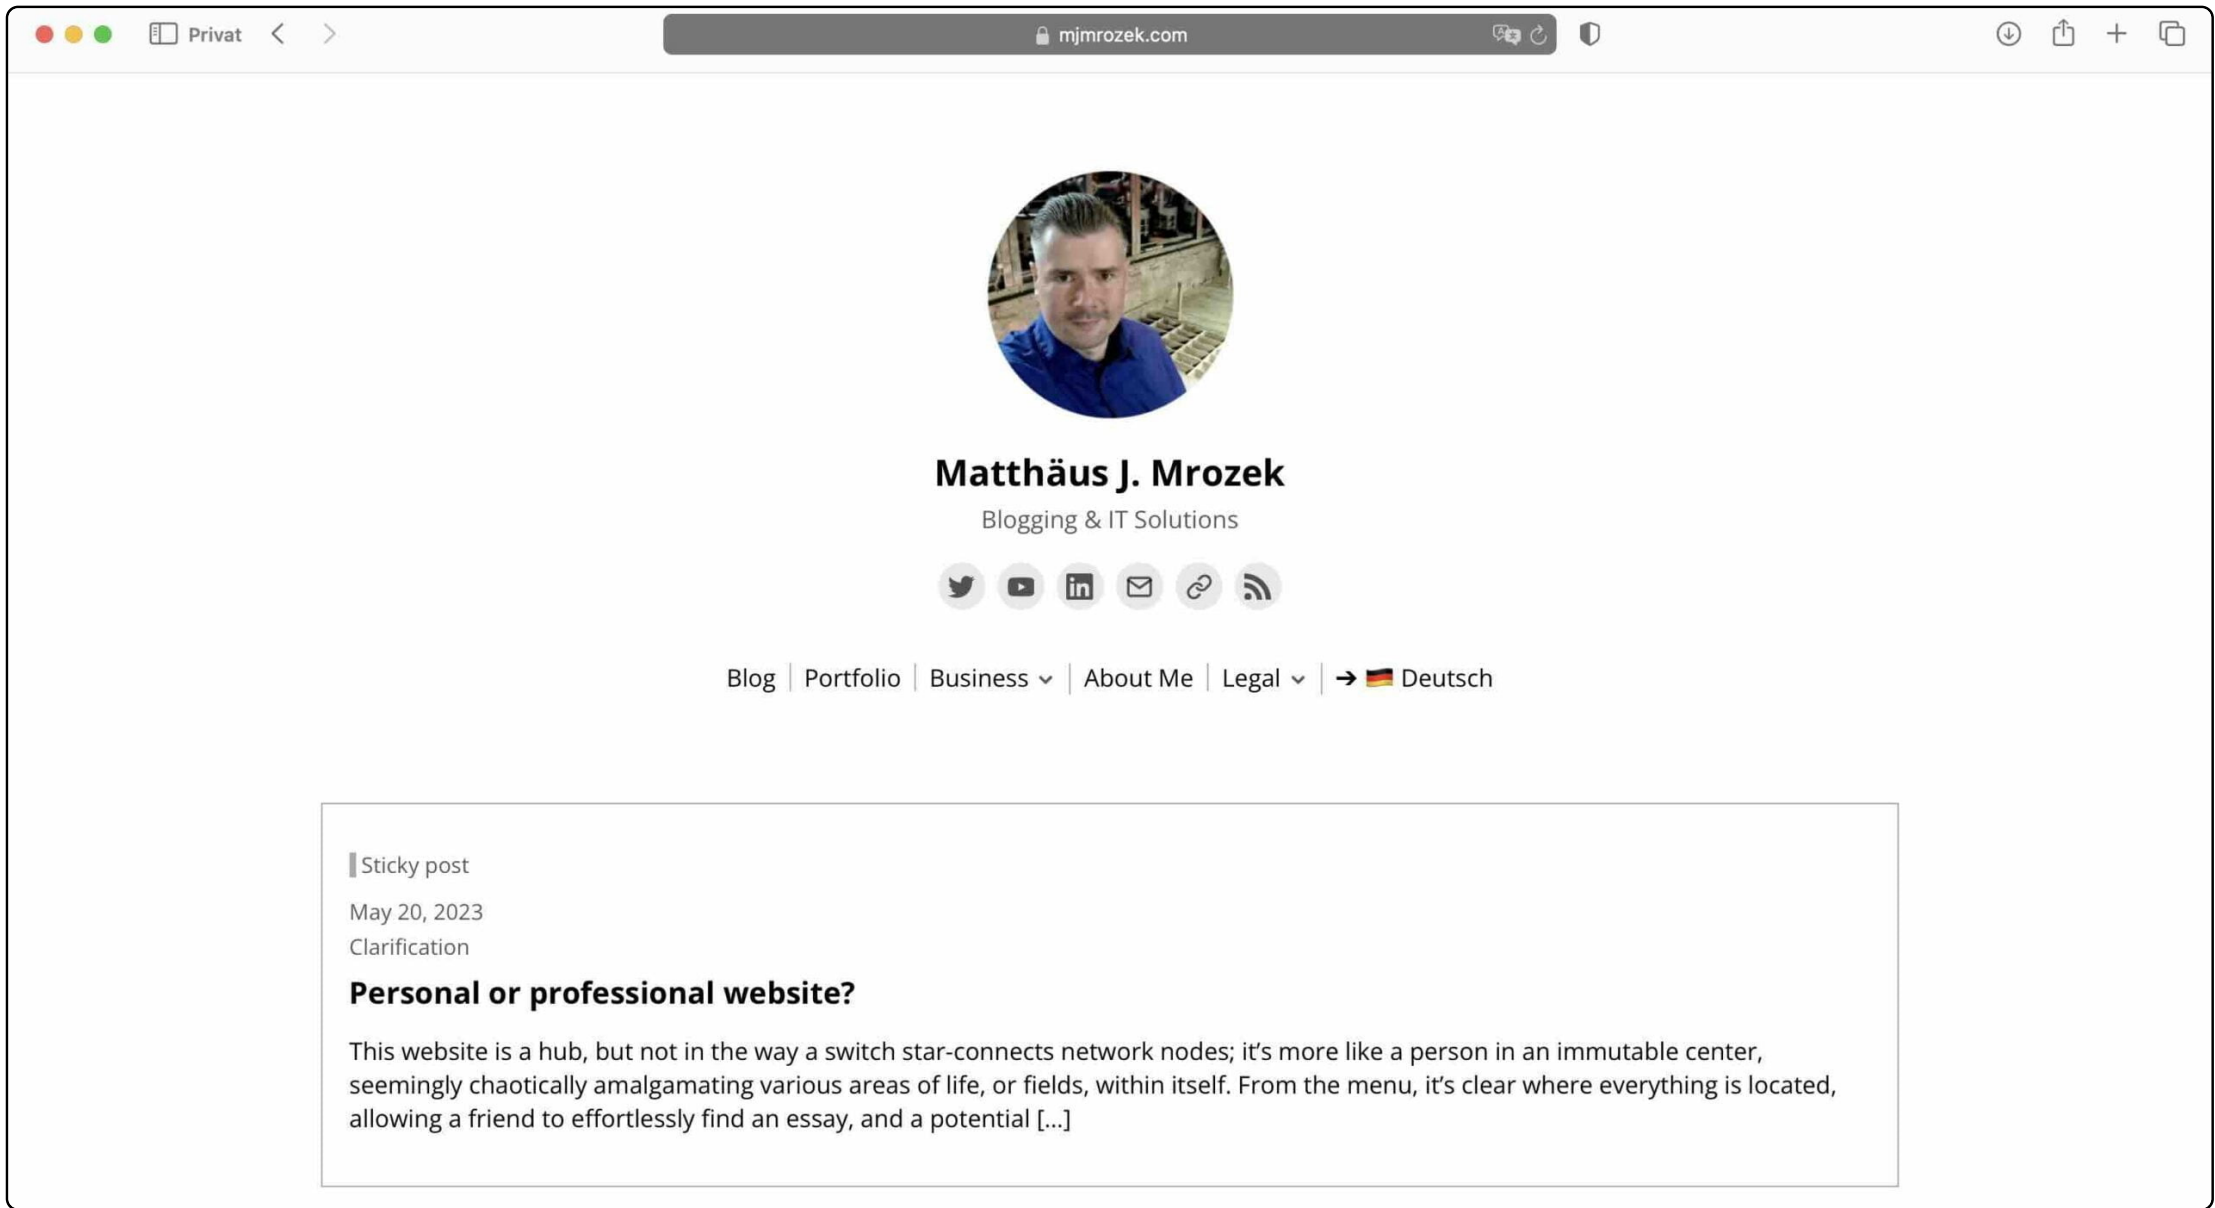 Privat
mjmrozek.com
Matthäus J. Mrozek
Blogging & IT Solutions
Blog Portfolio Business About Me Legal → 🇩🇪 Deutsch
Sticky post
May 20, 2023
Clarification
Personal or professional website?
This website is a hub, but not in the way a switch star-connects network nodes; it’s more like a person in an immutable center,
seemingly chaotically amalgamating various areas of life, or fields, within itself. From the menu, it’s clear where everything is located,
allowing a friend to effortlessly find an essay, and a potential [...]